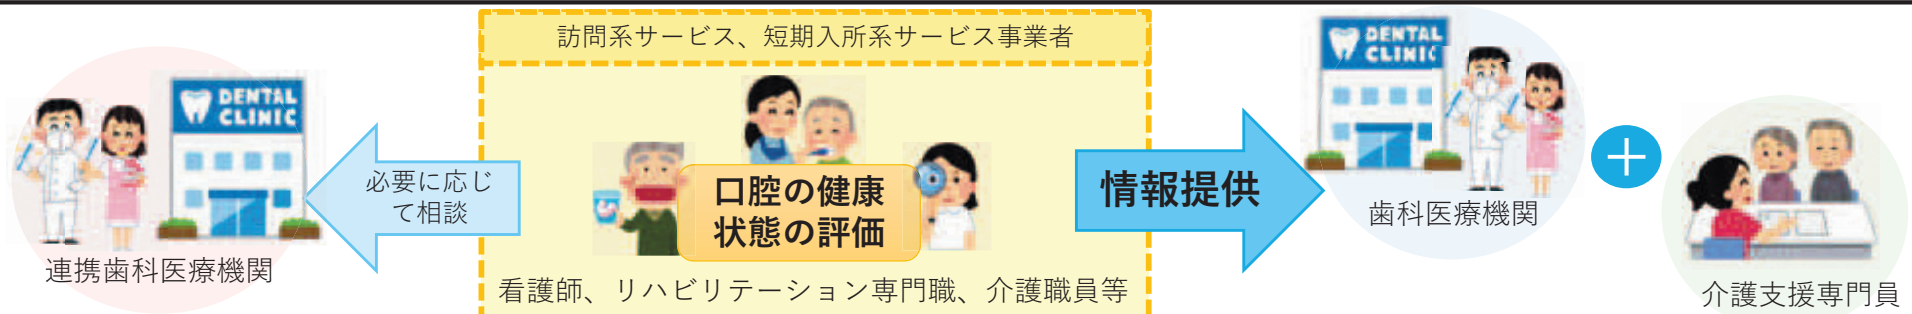 訪問系サービス、短期入所系サービス事業者
DENTAL
CLINIC
必要に応じ
て相談
連携歯科医療機関
口腔の健康
状態の評価
看護師、リハビリテーション専門職、介護職員等
情報提供
DENTAL
CLINIC
歯科医療機関
＋
介護支援専門員